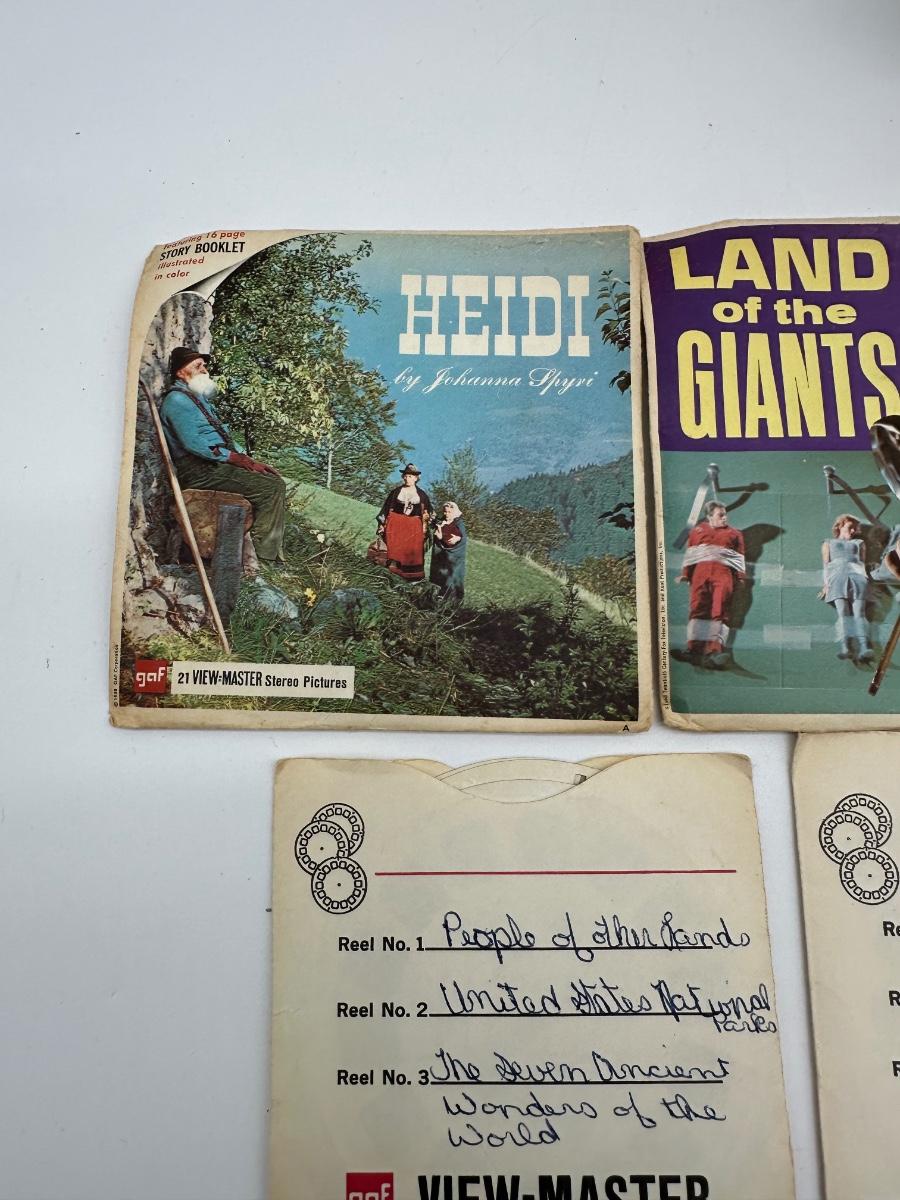 featuring 16 page
STORY BOOKLET
illustrated
in color
HEIDI
by Johanna Spyri
gaf
21 VIEW-MASTER Stereo Pictures
A
LAND
of the
GIANTS
Reel No. 1 People of other Lands
Reel No. 2 United States National
Parks
Reel No. 3 The Seven Ancient
Wonders of the
World
gaf VIEW-MASTER
Re
R
R